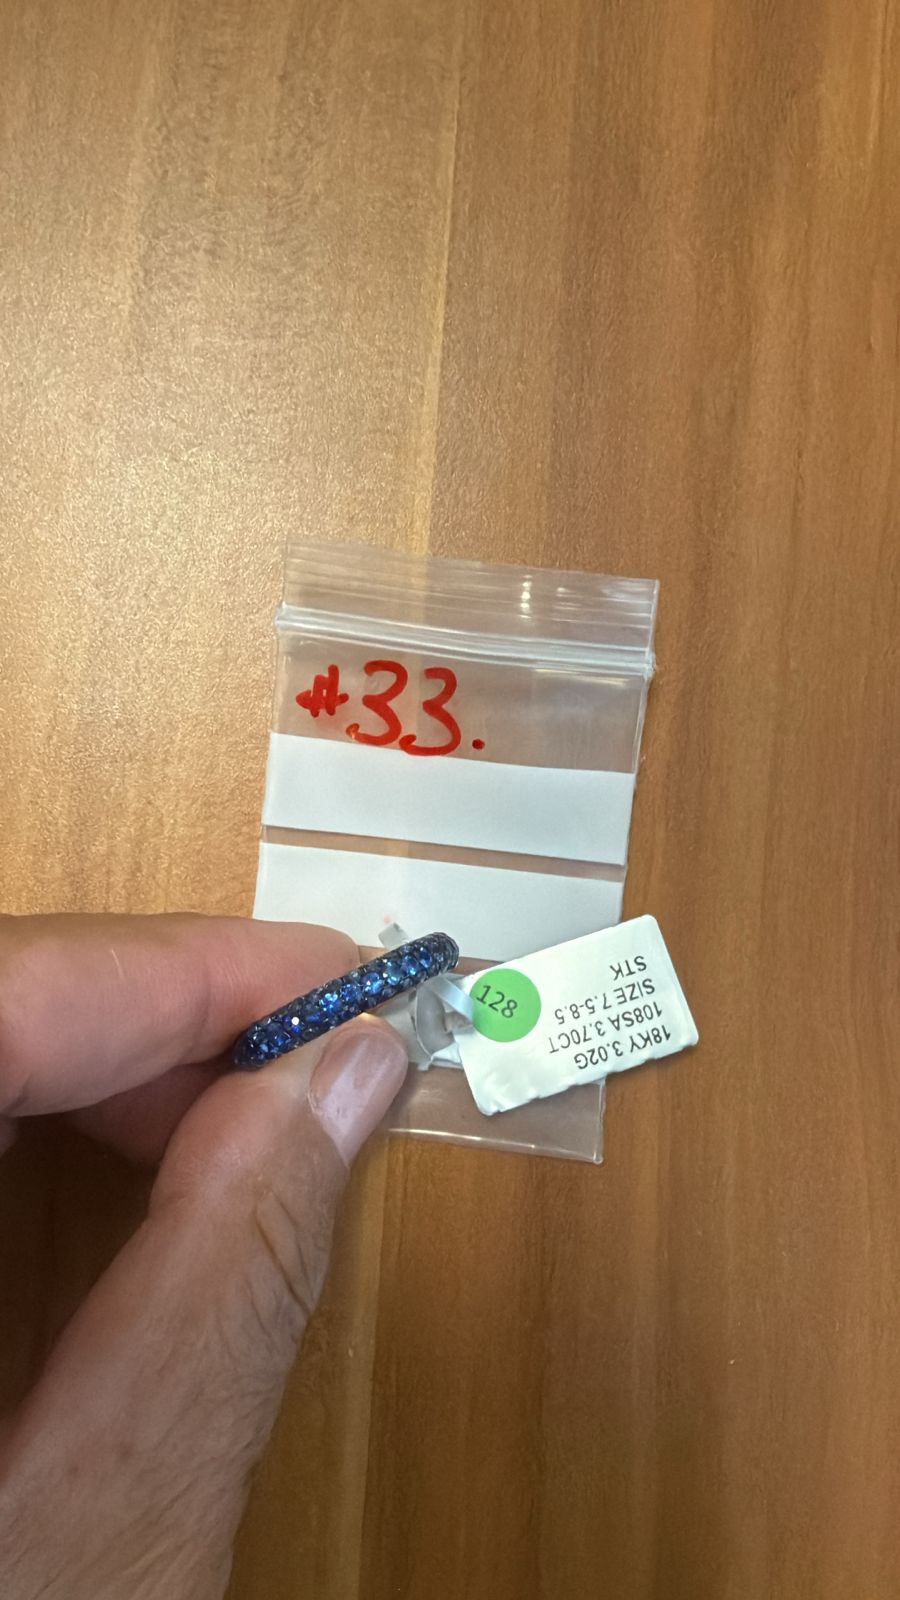 #33.
128
18KY 3.02G
108SA 3.70CT
SIZE 7.5-8.5
STK